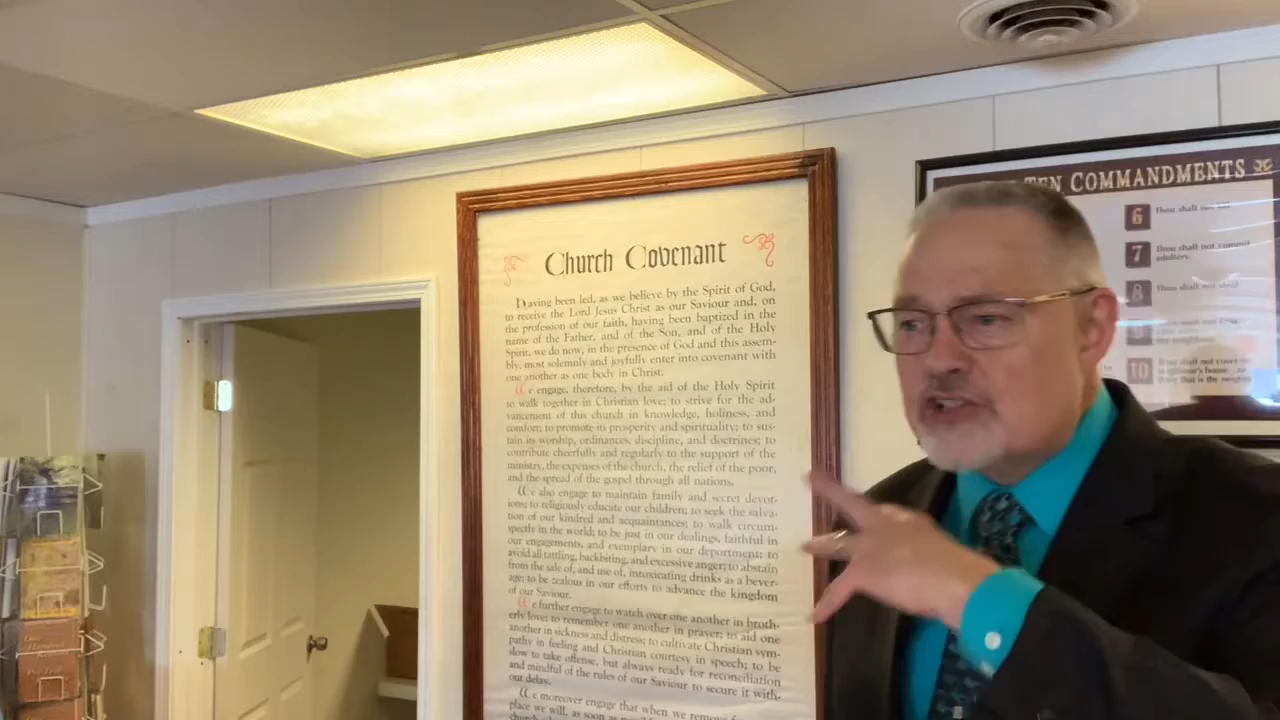 Church Covenant
Having been led, as we believe by the Spirit of God,
to receive the Lord Jesus Christ as our Saviour and, on
the profession of our faith, having been baptized in the
name of the Father, and of the Son, and of the Holy
Spirit, we do now, in the presence of God and this assem-
bly, most solemnly and joyfully enter into covenant with
one another as one body in Christ.
We engage, therefore, by the aid of the Holy Spirit
to walk together in Christian love; to strive for the ad-
vancement of this church in knowledge, holiness, and
comfort; to promote its prosperity and spirituality; to sus-
tain its worship, ordinances, discipline, and doctrines; to
contribute cheerfully and regularly to the support of the
ministry, the expenses of the church, the relief of the poor,
and the spread of the gospel through all nations.
We also engage to maintain family and secret devot-
ions; to religiously educate our children; to seek the salva-
tion of our kindred and acquaintances; to walk circum-
spectly in the world; to be just in our dealings, faithful in
our engagements, and exemplary in our deportment; to
avoid all tattling, backbiting, and excessive anger; to abstain
from the sale of, and use of, intoxicating drinks as a bever-
age; to be zealous in our efforts to advance the kingdom
of our Saviour.
We further engage to watch over one another in broth-
erly love; to remember one another in prayer; to aid one
another in sickness and distress; to cultivate Christian sym-
pathy in feeling and Christian courtesy in speech; to be
slow to take offense, but always ready for reconciliation
and mindful of the rules of our Saviour to secure it with-
out delay.
We moreover engage that when we remove
place we will, as soon as
TEN COMMANDMENTS
6 Thou shalt not kill
7 Thou shalt not commit
adultery.
8 Thou shalt not steal
10 Thou shalt not covet thy
neighbour's house